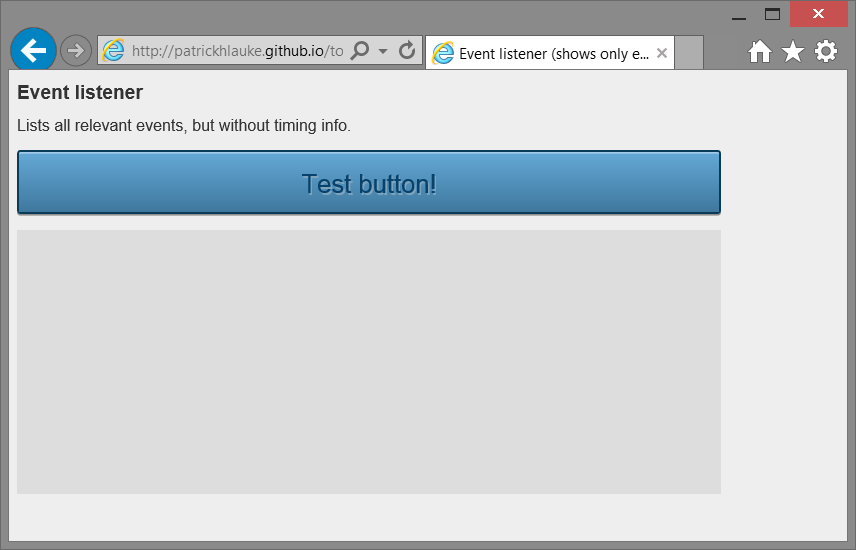 http://patrickhlauke.github.io/to
Event listener (shows only e...
Event listener
Lists all relevant events, but without timing info.
Test button!